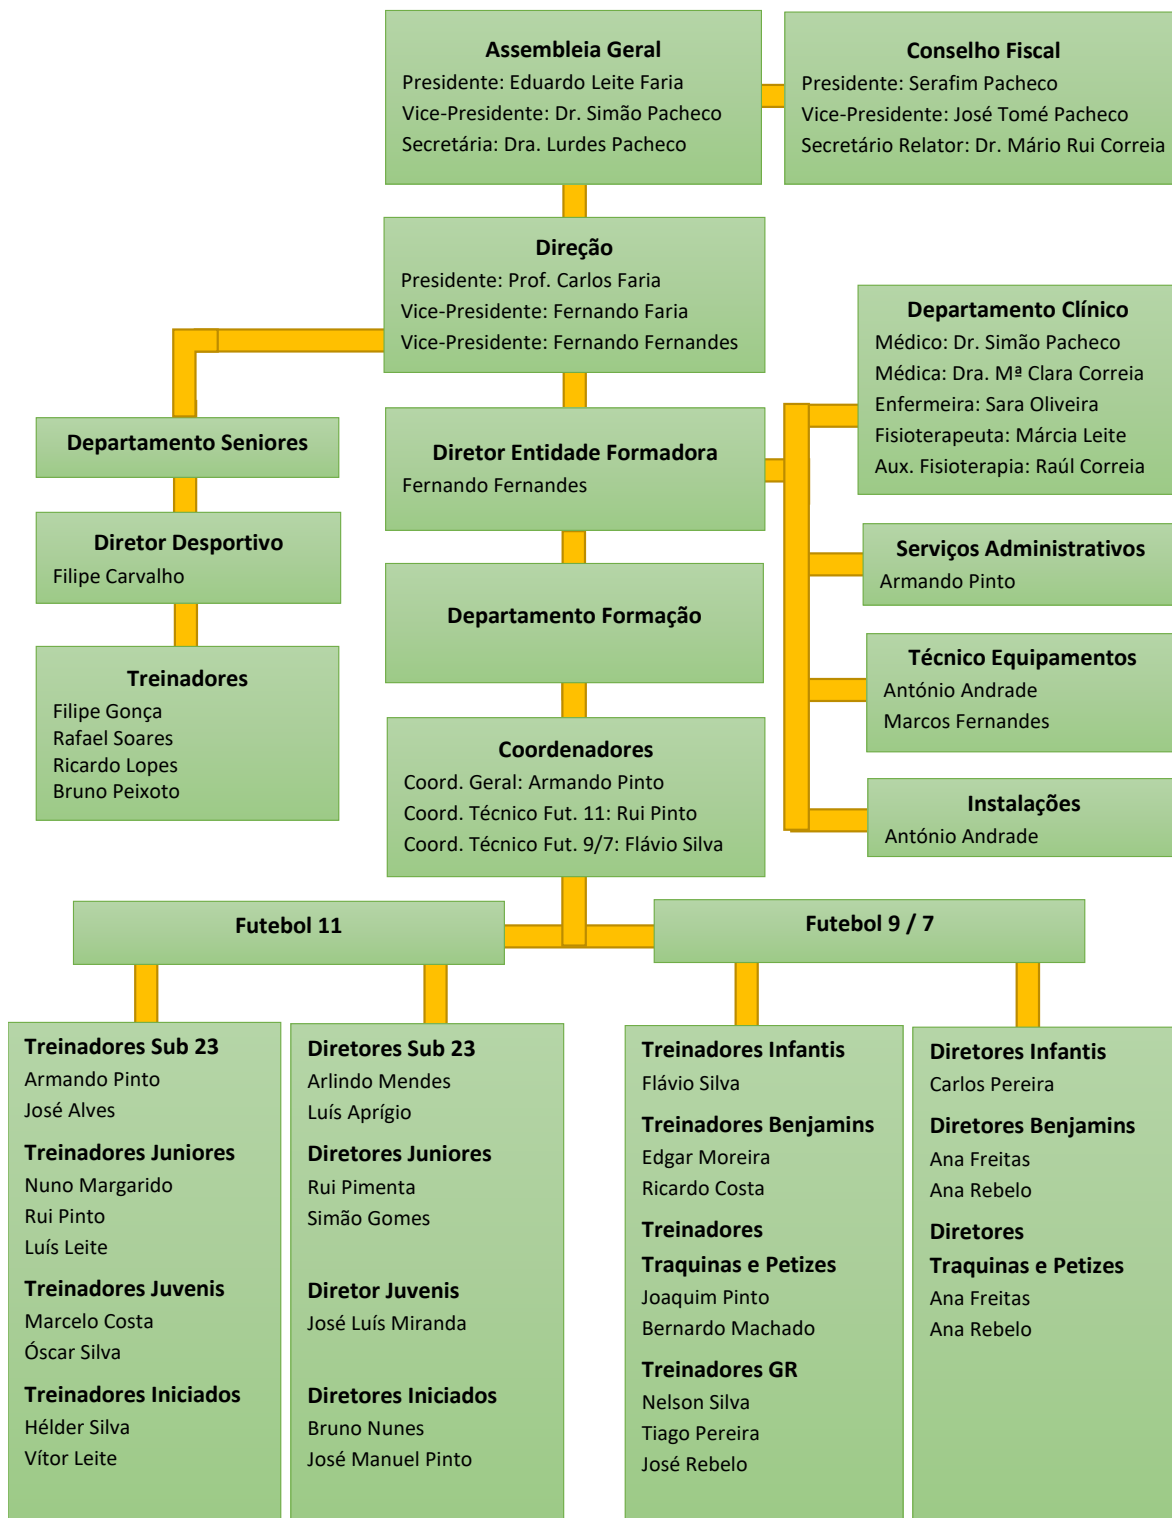 Assembleia Geral
Presidente: Eduardo Leite Faria
Vice-Presidente: Dr. Simão Pacheco
Secretária: Dra. Lurdes Pacheco
Conselho Fiscal
Presidente: Serafim Pacheco
Vice-Presidente: José Tomé Pacheco
Secretário Relator: Dr. Mário Rui Correia
Direção
Presidente: Prof. Carlos Faria
Vice-Presidente: Fernando Faria
Vice-Presidente: Fernando Fernandes
Departamento Clínico
Médico: Dr. Simão Pacheco
Médica: Dra. Mª Clara Correia
Enfermeira: Sara Oliveira
Fisioterapeuta: Márcia Leite
Aux. Fisioterapia: Raúl Correia
Departamento Seniores
Diretor Entidade Formadora
Fernando Fernandes
Diretor Desportivo
Filipe Carvalho
Serviços Administrativos
Armando Pinto
Departamento Formação
Treinadores
Filipe Gonça
Rafael Soares
Ricardo Lopes
Bruno Peixoto
Técnico Equipamentos
António Andrade
Marcos Fernandes
Coordenadores
Coord. Geral: Armando Pinto
Coord. Técnico Fut. 11: Rui Pinto
Coord. Técnico Fut. 9/7: Flávio Silva
Instalações
António Andrade
Futebol 11
Futebol 9 / 7
Treinadores Sub 23
Armando Pinto
José Alves
Treinadores Juniores
Nuno Margarido
Rui Pinto
Luís Leite
Treinadores Juvenis
Marcelo Costa
Óscar Silva
Treinadores Iniciados
Hélder Silva
Vítor Leite
Diretores Sub 23
Arlindo Mendes
Luís Aprígio
Diretores Juniores
Rui Pimenta
Simão Gomes
Diretor Juvenis
José Luís Miranda
Diretores Iniciados
Bruno Nunes
José Manuel Pinto
Treinadores Infantis
Flávio Silva
Treinadores Benjamins
Edgar Moreira
Ricardo Costa
Treinadores
Traquinas e Petizes
Joaquim Pinto
Bernardo Machado
Treinadores GR
Nelson Silva
Tiago Pereira
José Rebelo
Diretores Infantis
Carlos Pereira
Diretores Benjamins
Ana Freitas
Ana Rebelo
Diretores
Traquinas e Petizes
Ana Freitas
Ana Rebelo